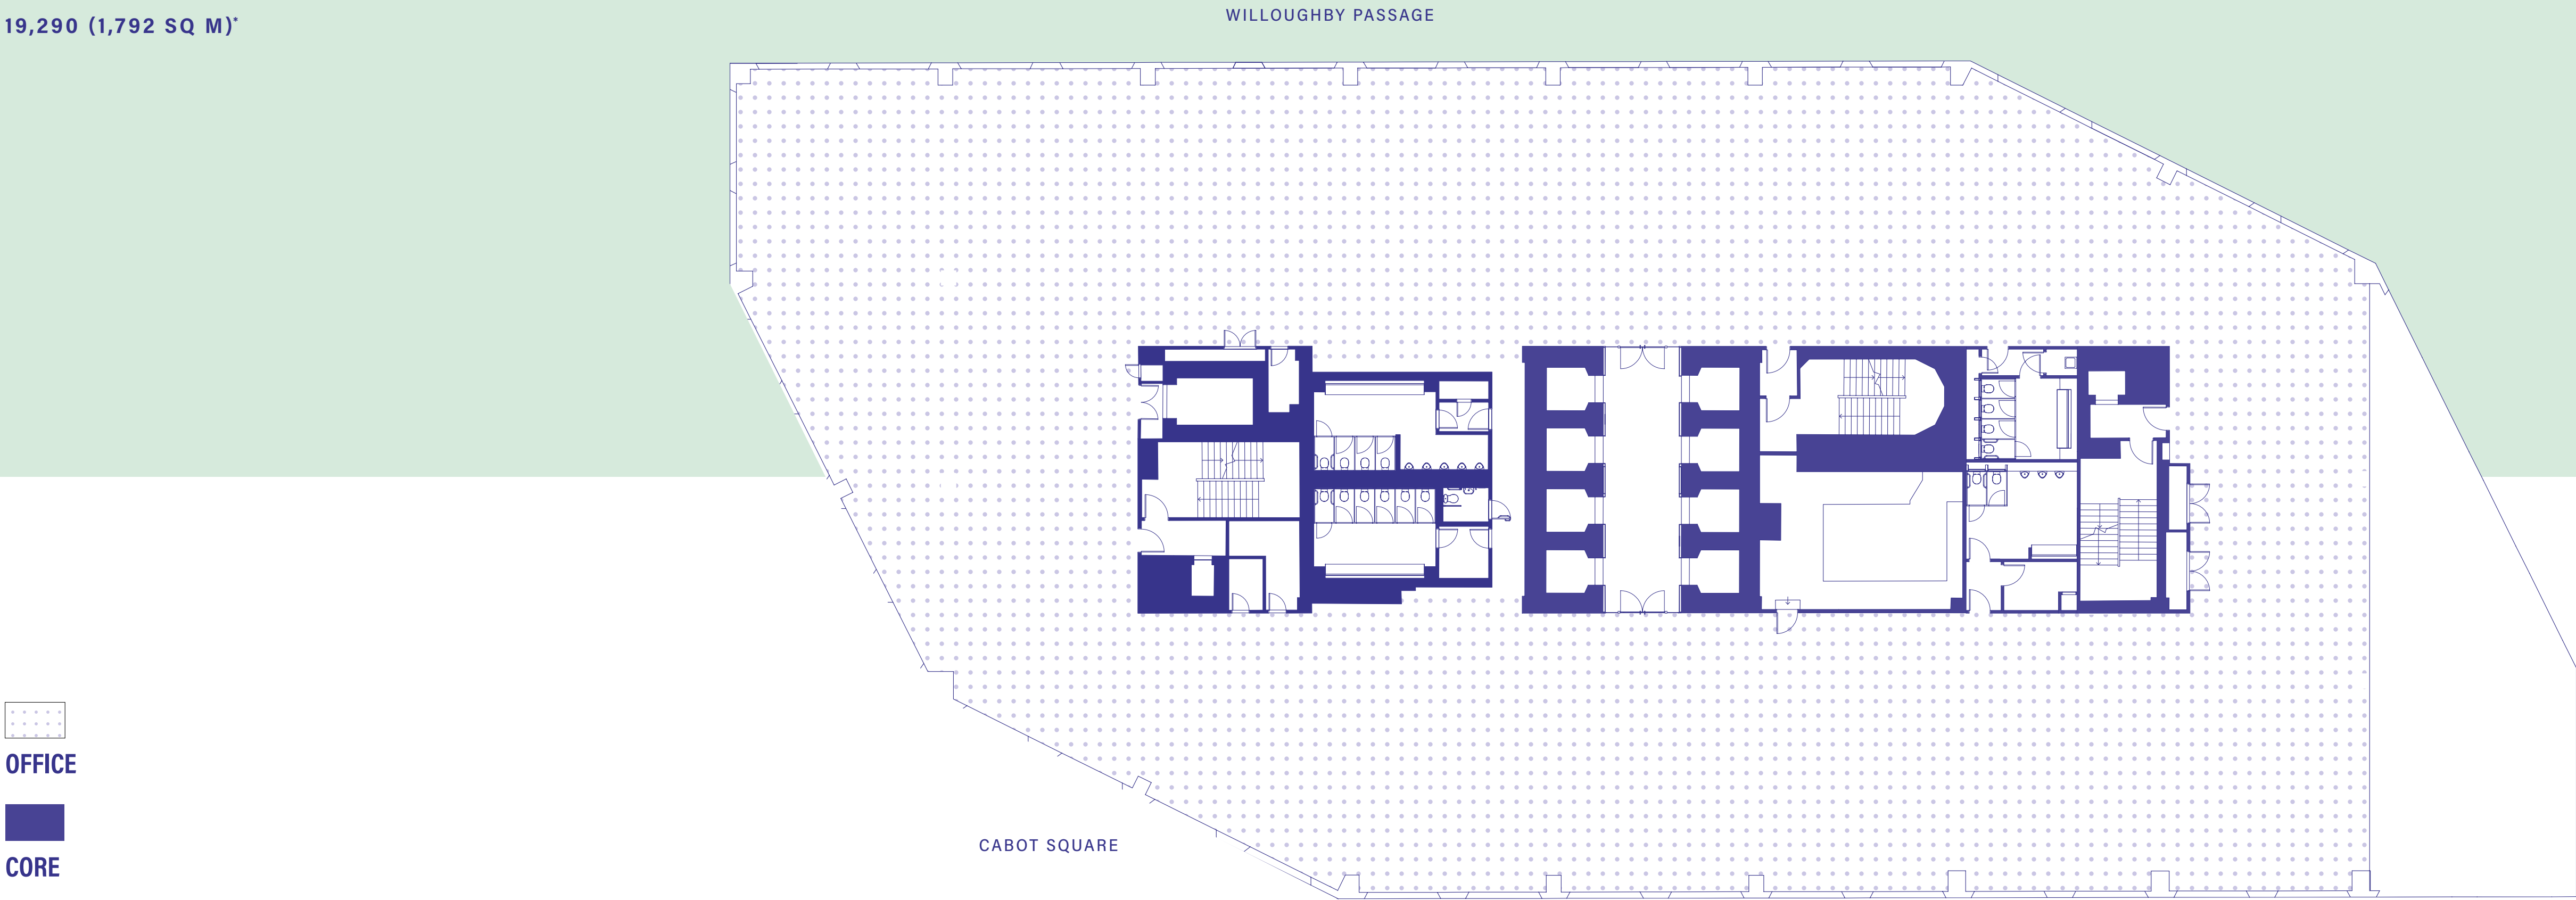 19,290 (1,792 SQ M)*
WILLOUGHBY PASSAGE
OFFICE
CORE
CABOT SQUARE